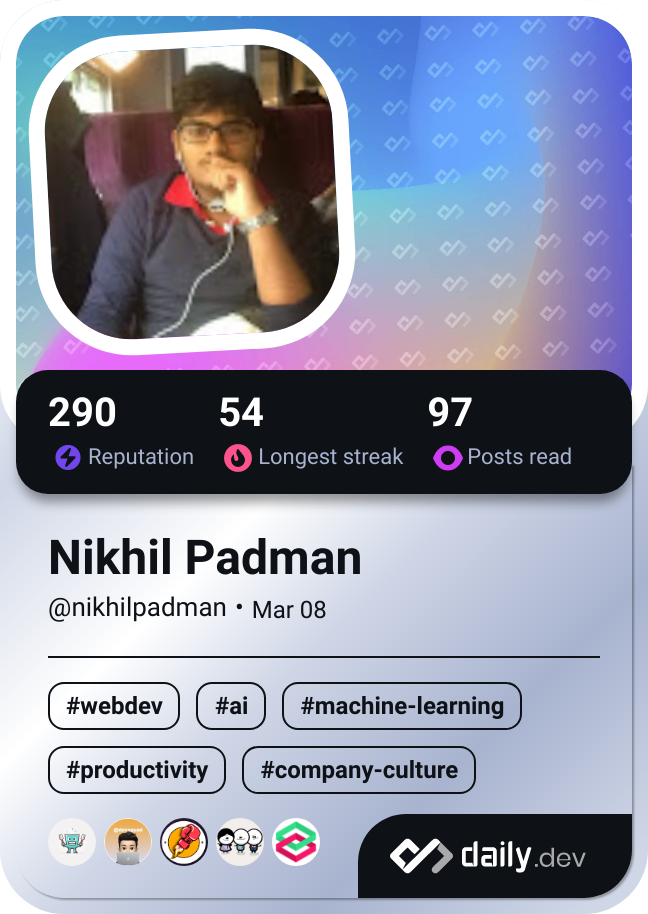 290 54 97
Reputation Longest streak Posts read
Nikhil Padman
@nikhilpadman • Mar 08
#webdev #ai #machine-learning
#productivity #company-culture
daily.dev